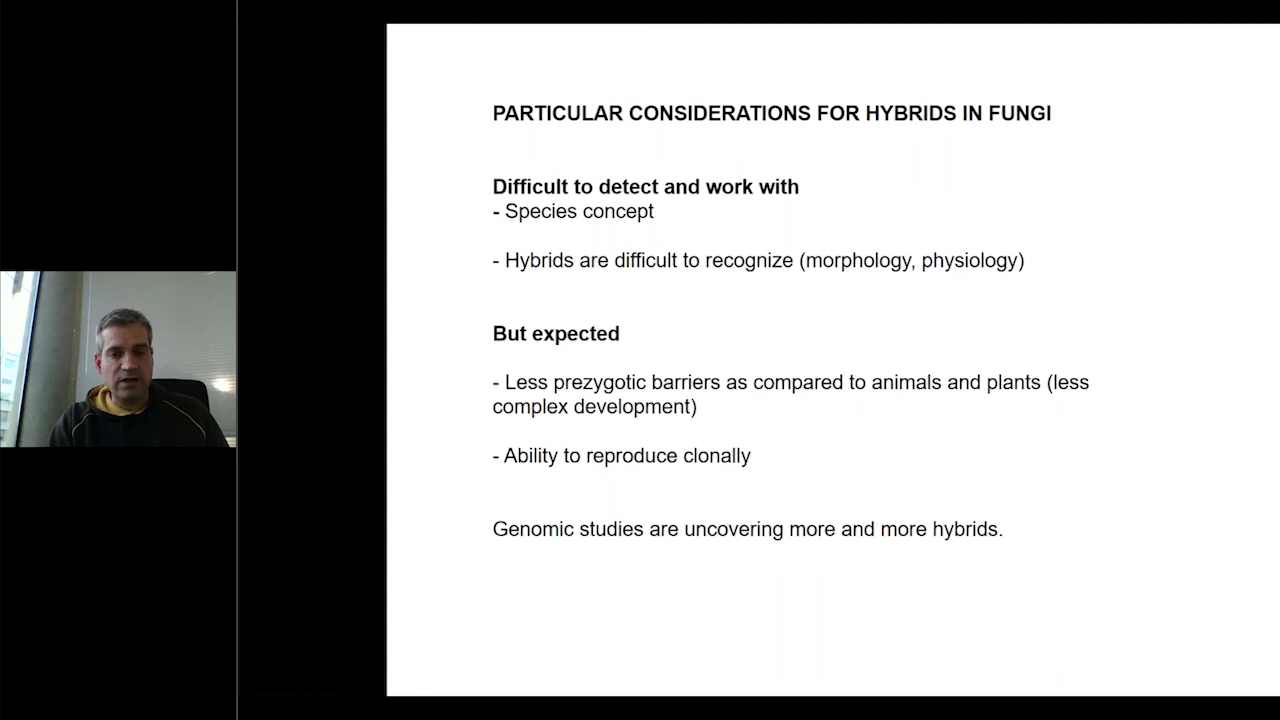 PARTICULAR CONSIDERATIONS FOR HYBRIDS IN FUNGI
Difficult to detect and work with
- Species concept
- Hybrids are difficult to recognize (morphology, physiology)
But expected
- Less prezygotic barriers as compared to animals and plants (less
complex development)
- Ability to reproduce clonally
Genomic studies are uncovering more and more hybrids.